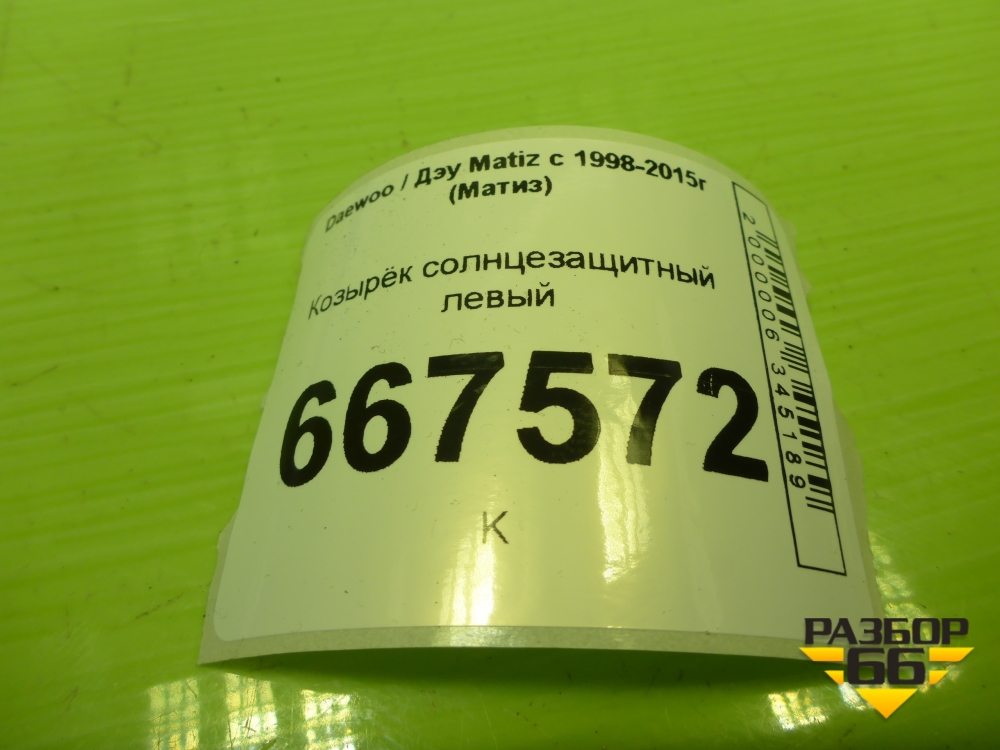 Daewoo / Дэу Matiz с 1998-2015г
(Матиз)
Козырёк солнцезащитный
левый
667572
К
2000006345189
РАЗБОР
66